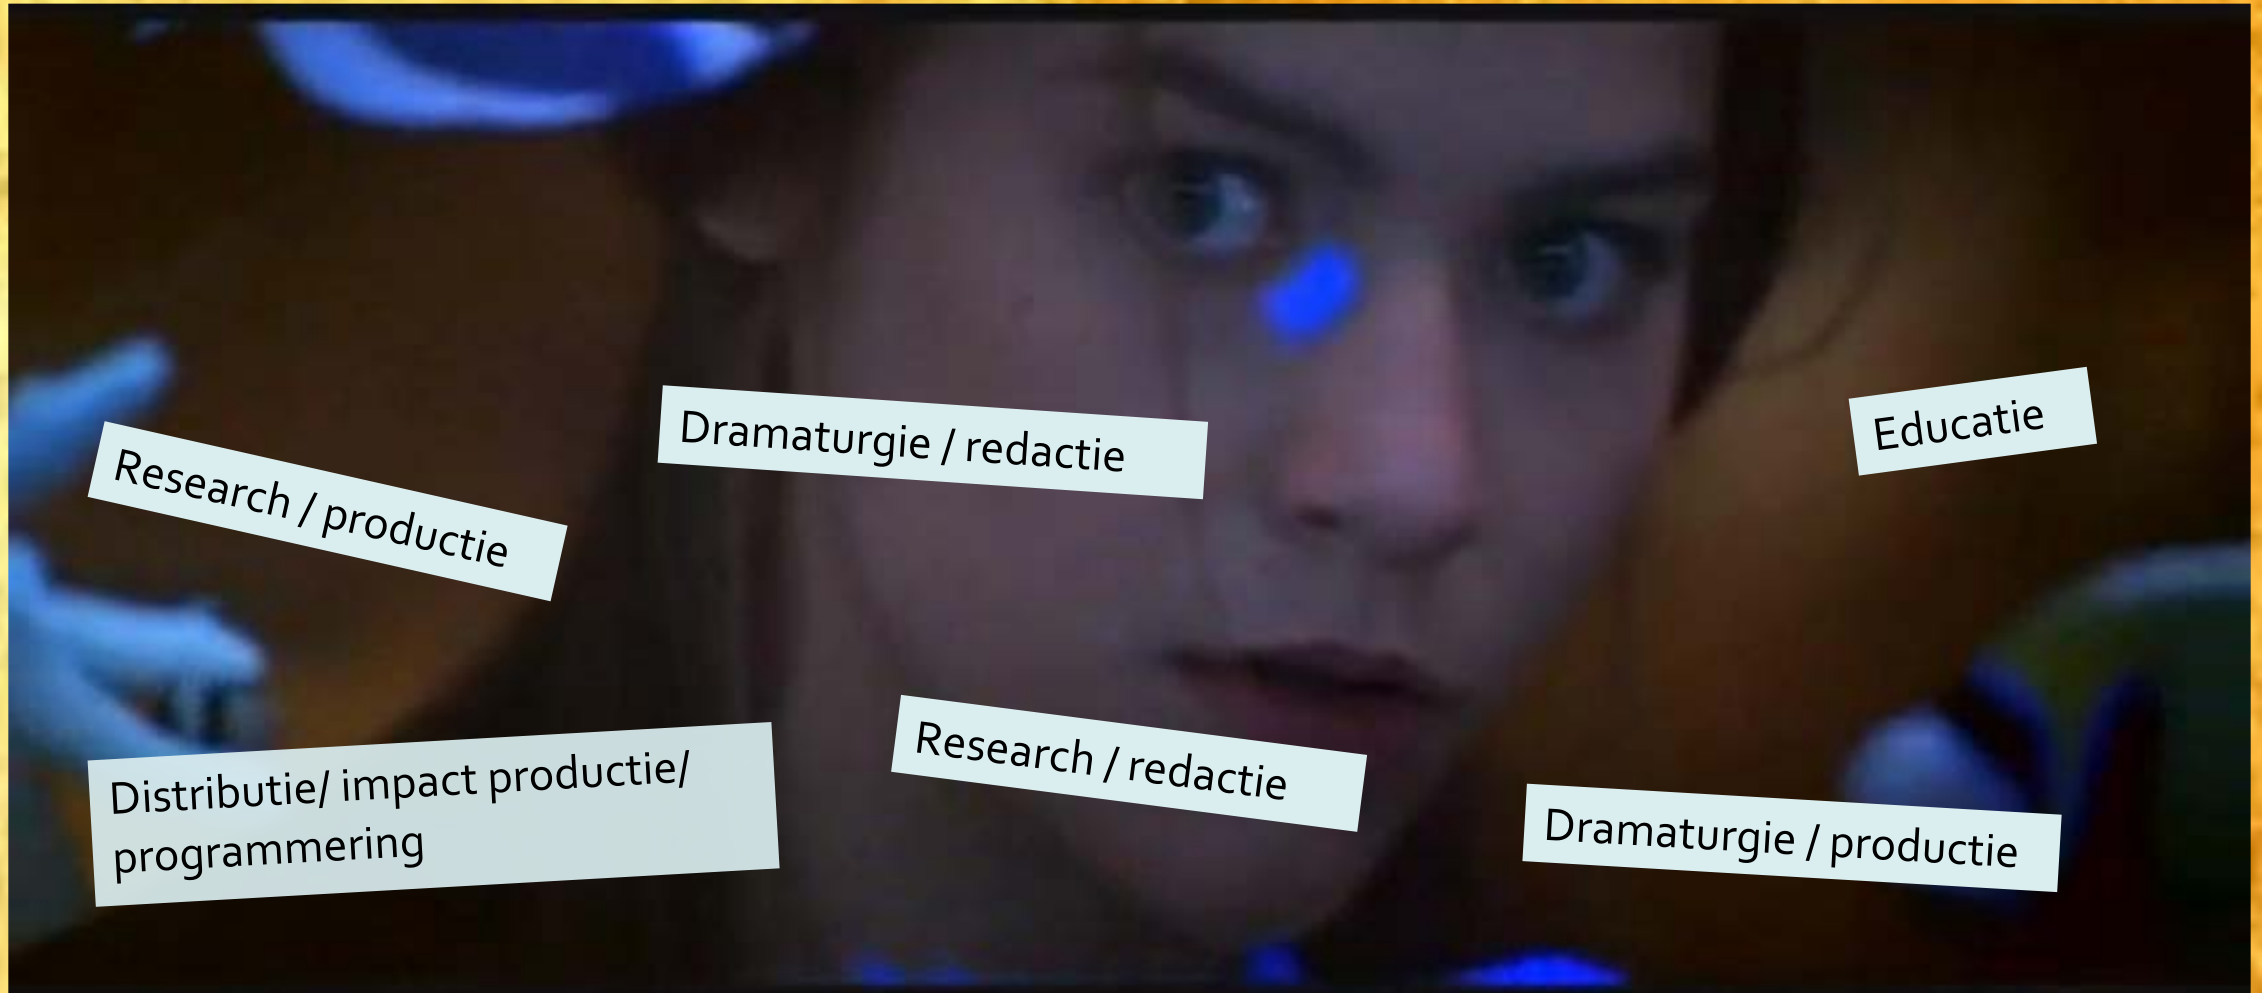 Dramaturgie / redactie
Educatie
Research / productie
Research / redactie
Distributie/ impact productie/
programmering
Dramaturgie / productie